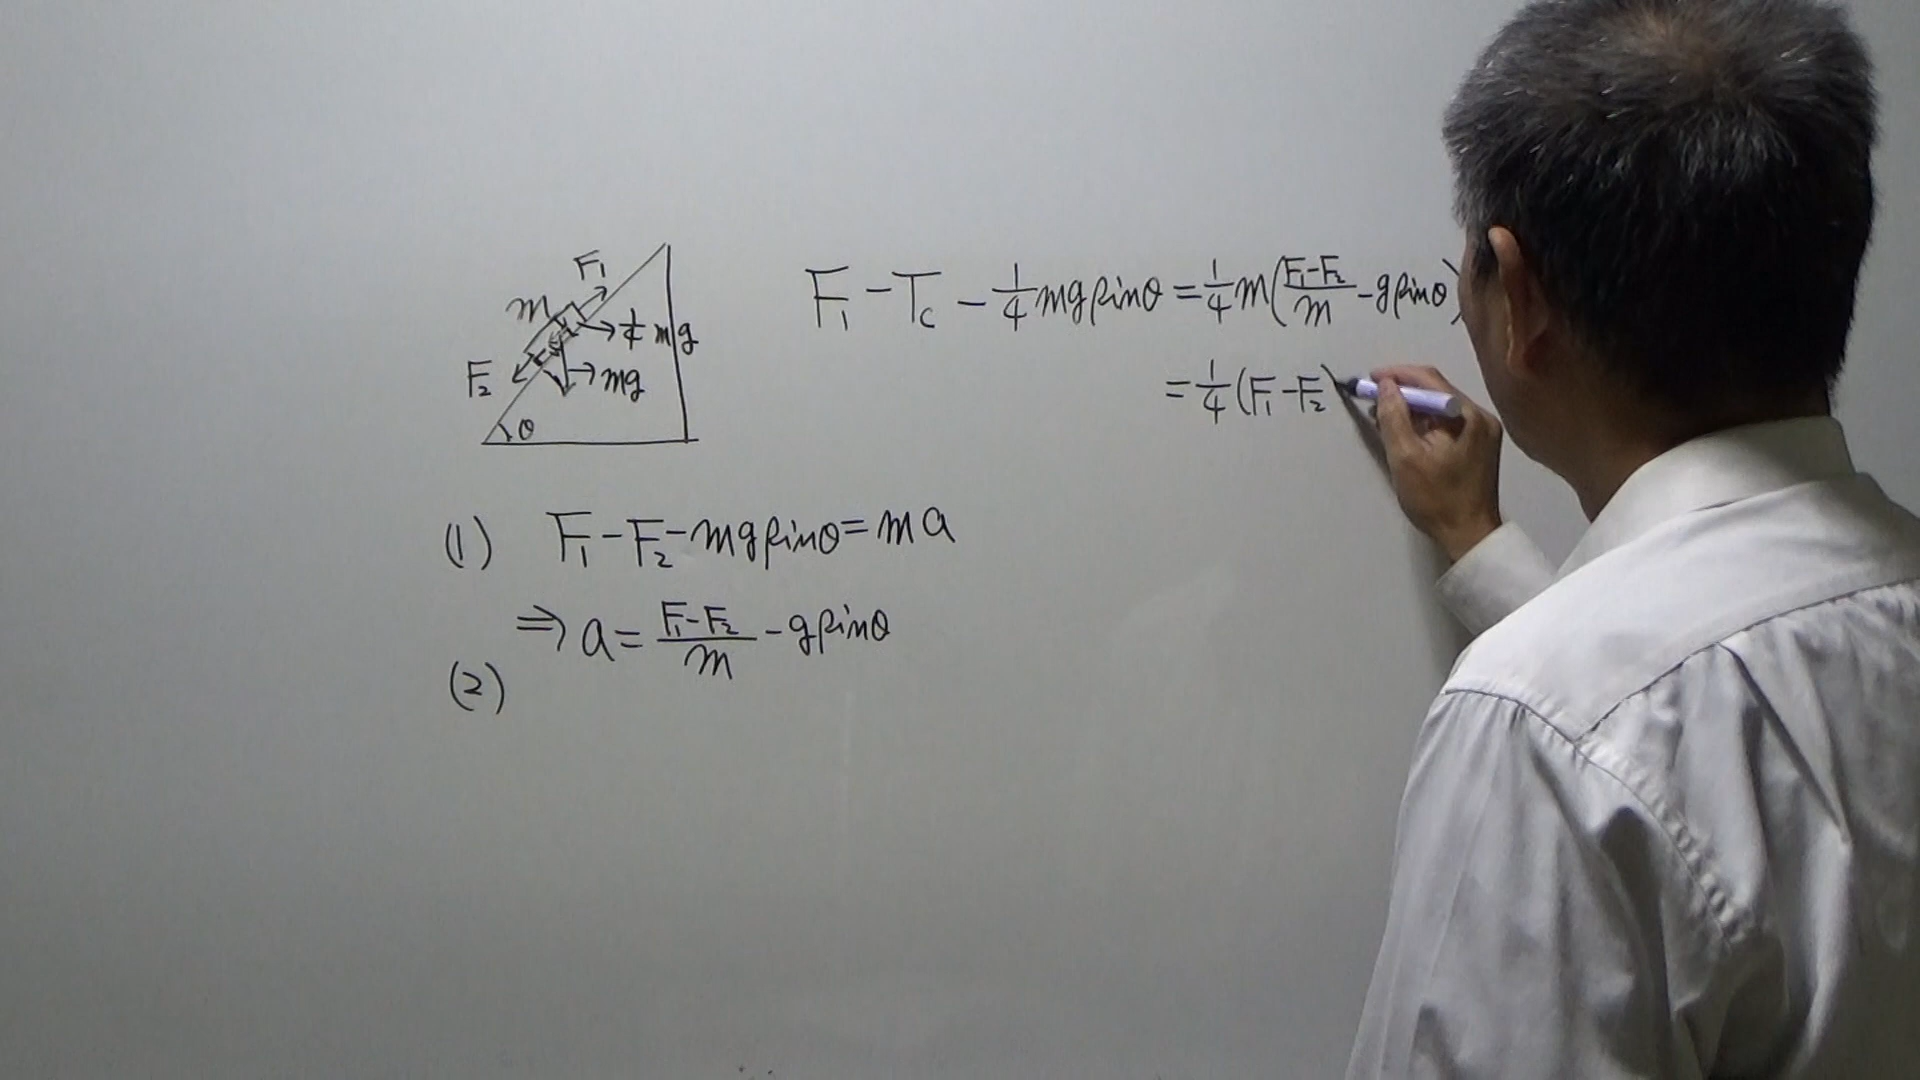 F₁
m
→ 1/4 mg
F₂
→ mg
θ
F₁ - T_c - 1/4 mg sinθ = 1/4 m(F₁-F₂/m - g sinθ)
= 1/4 (F₁ - F₂)
(1) F₁ - F₂ - mg sinθ = ma
⇒ a = F₁-F₂/m - g sinθ
(2)